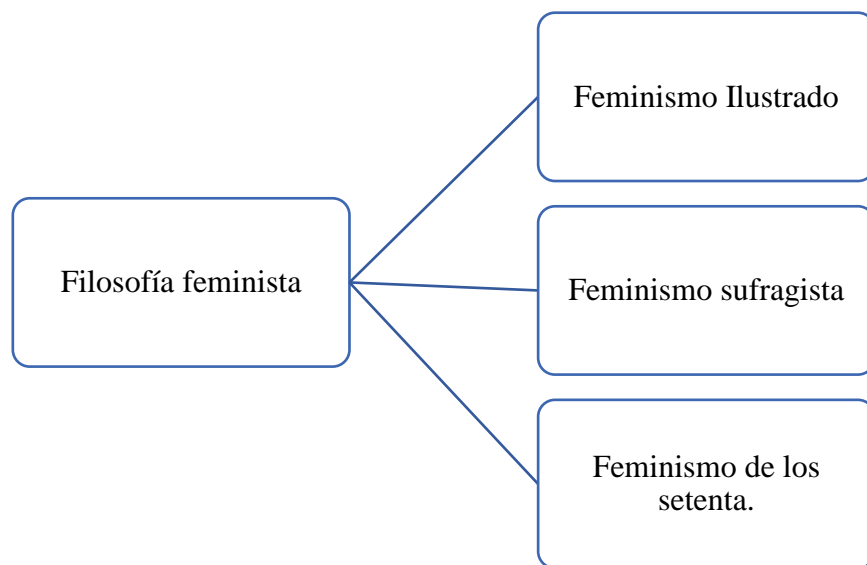 Feminismo Ilustrado
Filosofía feminista
Feminismo sufragista
Feminismo de los
setenta.